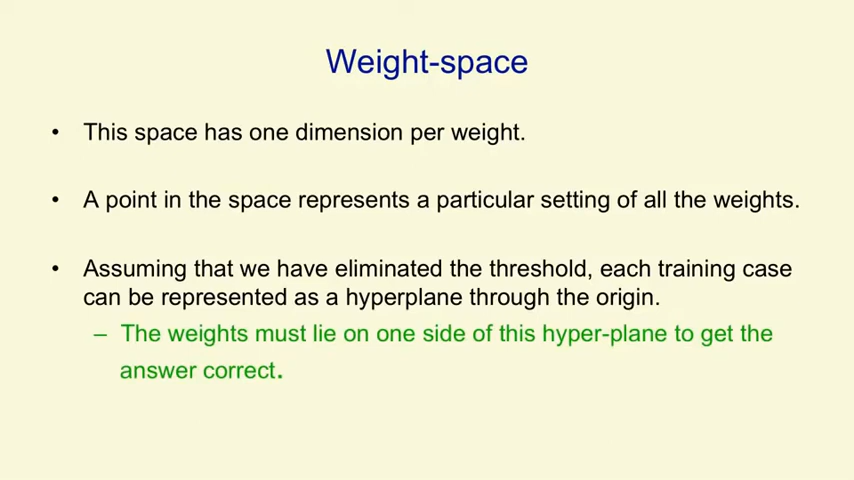 Weight-space
• This space has one dimension per weight.
• A point in the space represents a particular setting of all the weights.
• Assuming that we have eliminated the threshold, each training case
can be represented as a hyperplane through the origin.
– The weights must lie on one side of this hyper-plane to get the
answer correct.